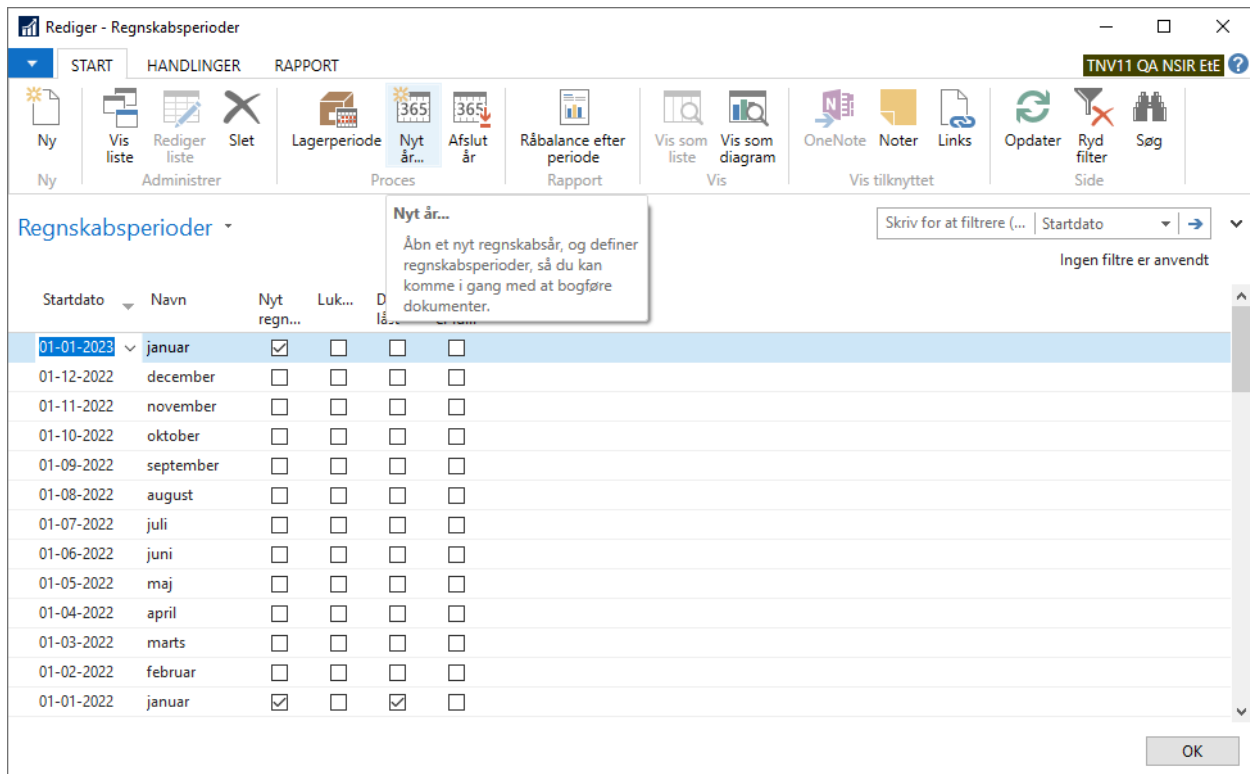 Rediger - Regnskabsperioder
START HANDLINGER RAPPORT TNV11 QA NSIR EtE ?
Ny Vis liste Rediger liste Slet Lagerperiode Nyt år... Afslut år Råbalance efter periode Vis som liste Vis som diagram OneNote Noter Links Opdater Ryd filter Søg
Ny Administrer Proces Rapport Vis Vis tilknyttet Side
Regnskabsperioder
Skriv for at filtrere (... Startdato
Ingen filtre er anvendt
Nyt år...
Åbn et nyt regnskabsår, og definer
regnskabsperioder, så du kan
komme i gang med at bogføre
dokumenter.
Startdato Navn Nyt regn... Luk...
01-01-2023 januar
01-12-2022 december
01-11-2022 november
01-10-2022 oktober
01-09-2022 september
01-08-2022 august
01-07-2022 juli
01-06-2022 juni
01-05-2022 maj
01-04-2022 april
01-03-2022 marts
01-02-2022 februar
01-01-2022 januar
OK